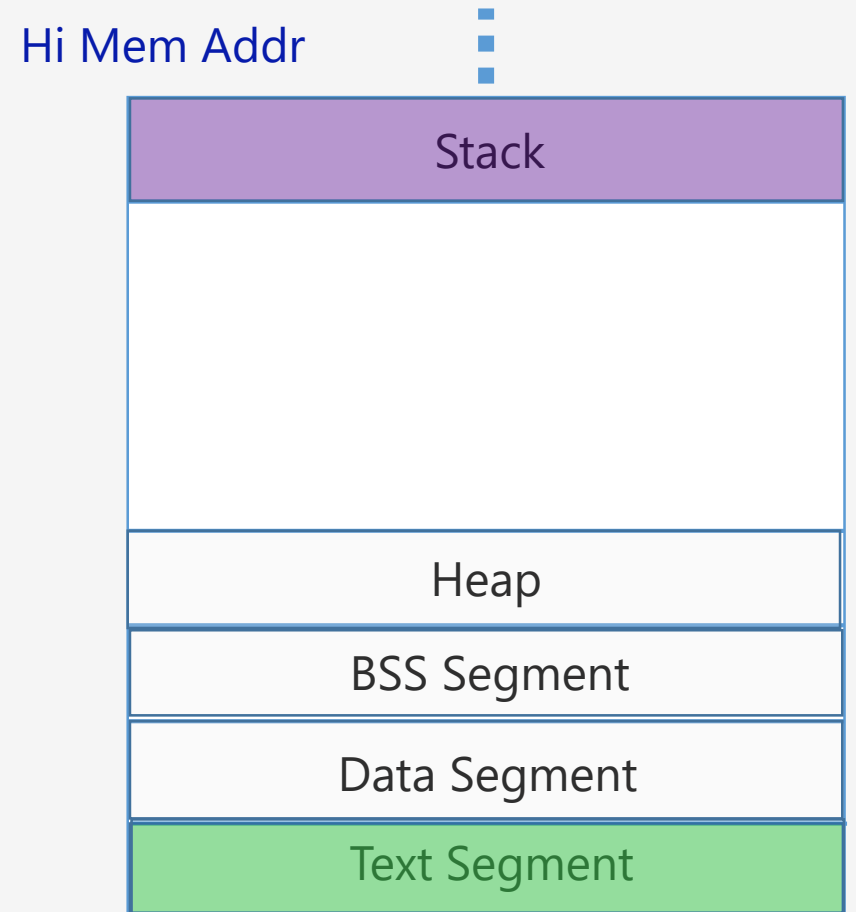 Hi Mem Addr
Stack
Heap
BSS Segment
Data Segment
Text Segment